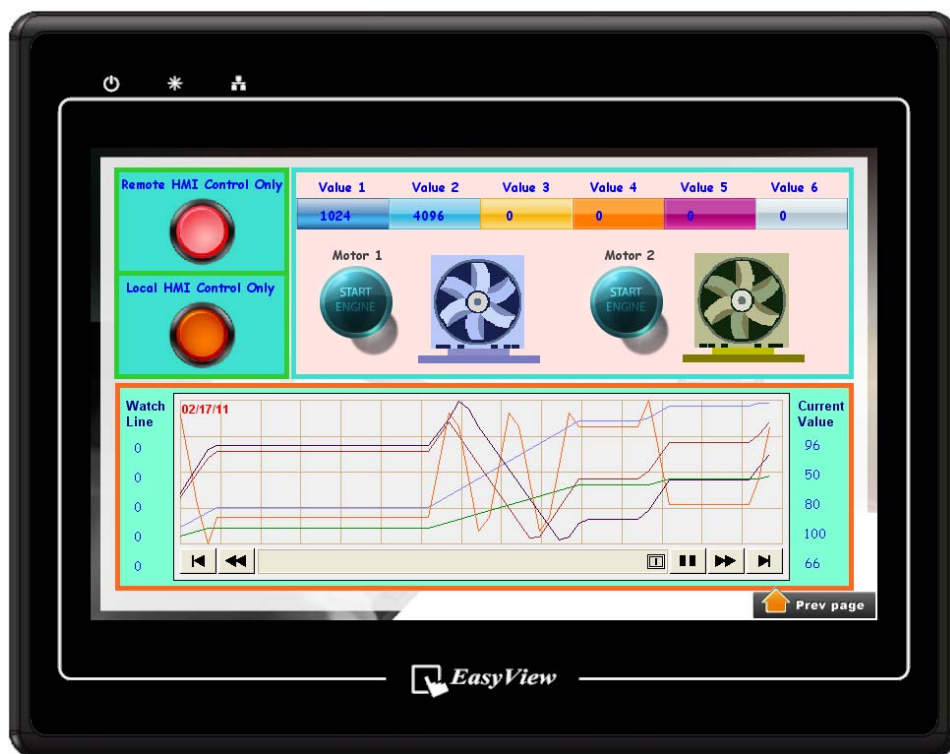 Remote HMI Control Only
Local HMI Control Only
Value 1 Value 2 Value 3 Value 4 Value 5 Value 6
1024 4096 0 0 0 0
Motor 1 Motor 2
START ENGINE
START ENGINE
Watch Line
0
0
0
0
0
02/17/11
Current Value
96
50
80
100
66
Prev page
EasyView